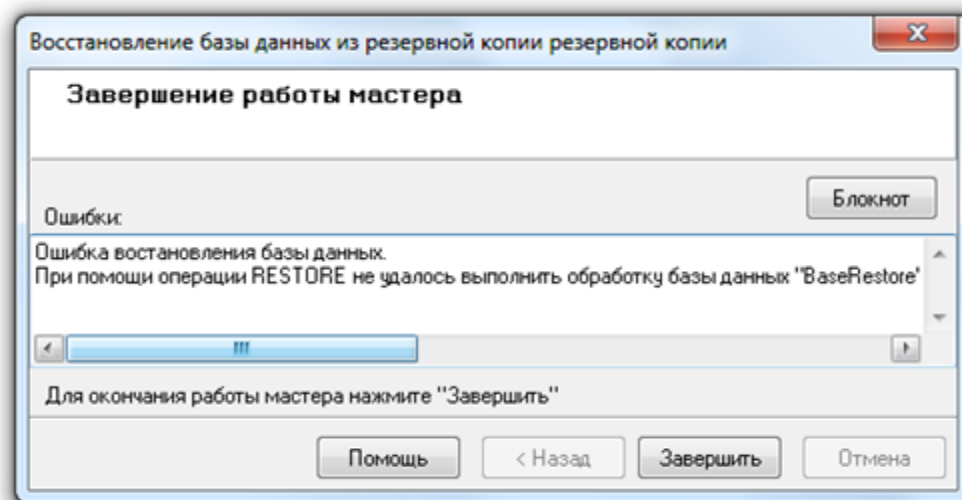 Восстановление базы данных из резервной копии резервной копии
Завершение работы мастера
Блокнот
Ошибки:
Ошибка востановления базы данных.
При помощи операции RESTORE не удалось выполнить обработку базы данных "BaseRestore"
Для окончания работы мастера нажмите "Завершить"
Помощь
< Назад
Завершить
Отмена